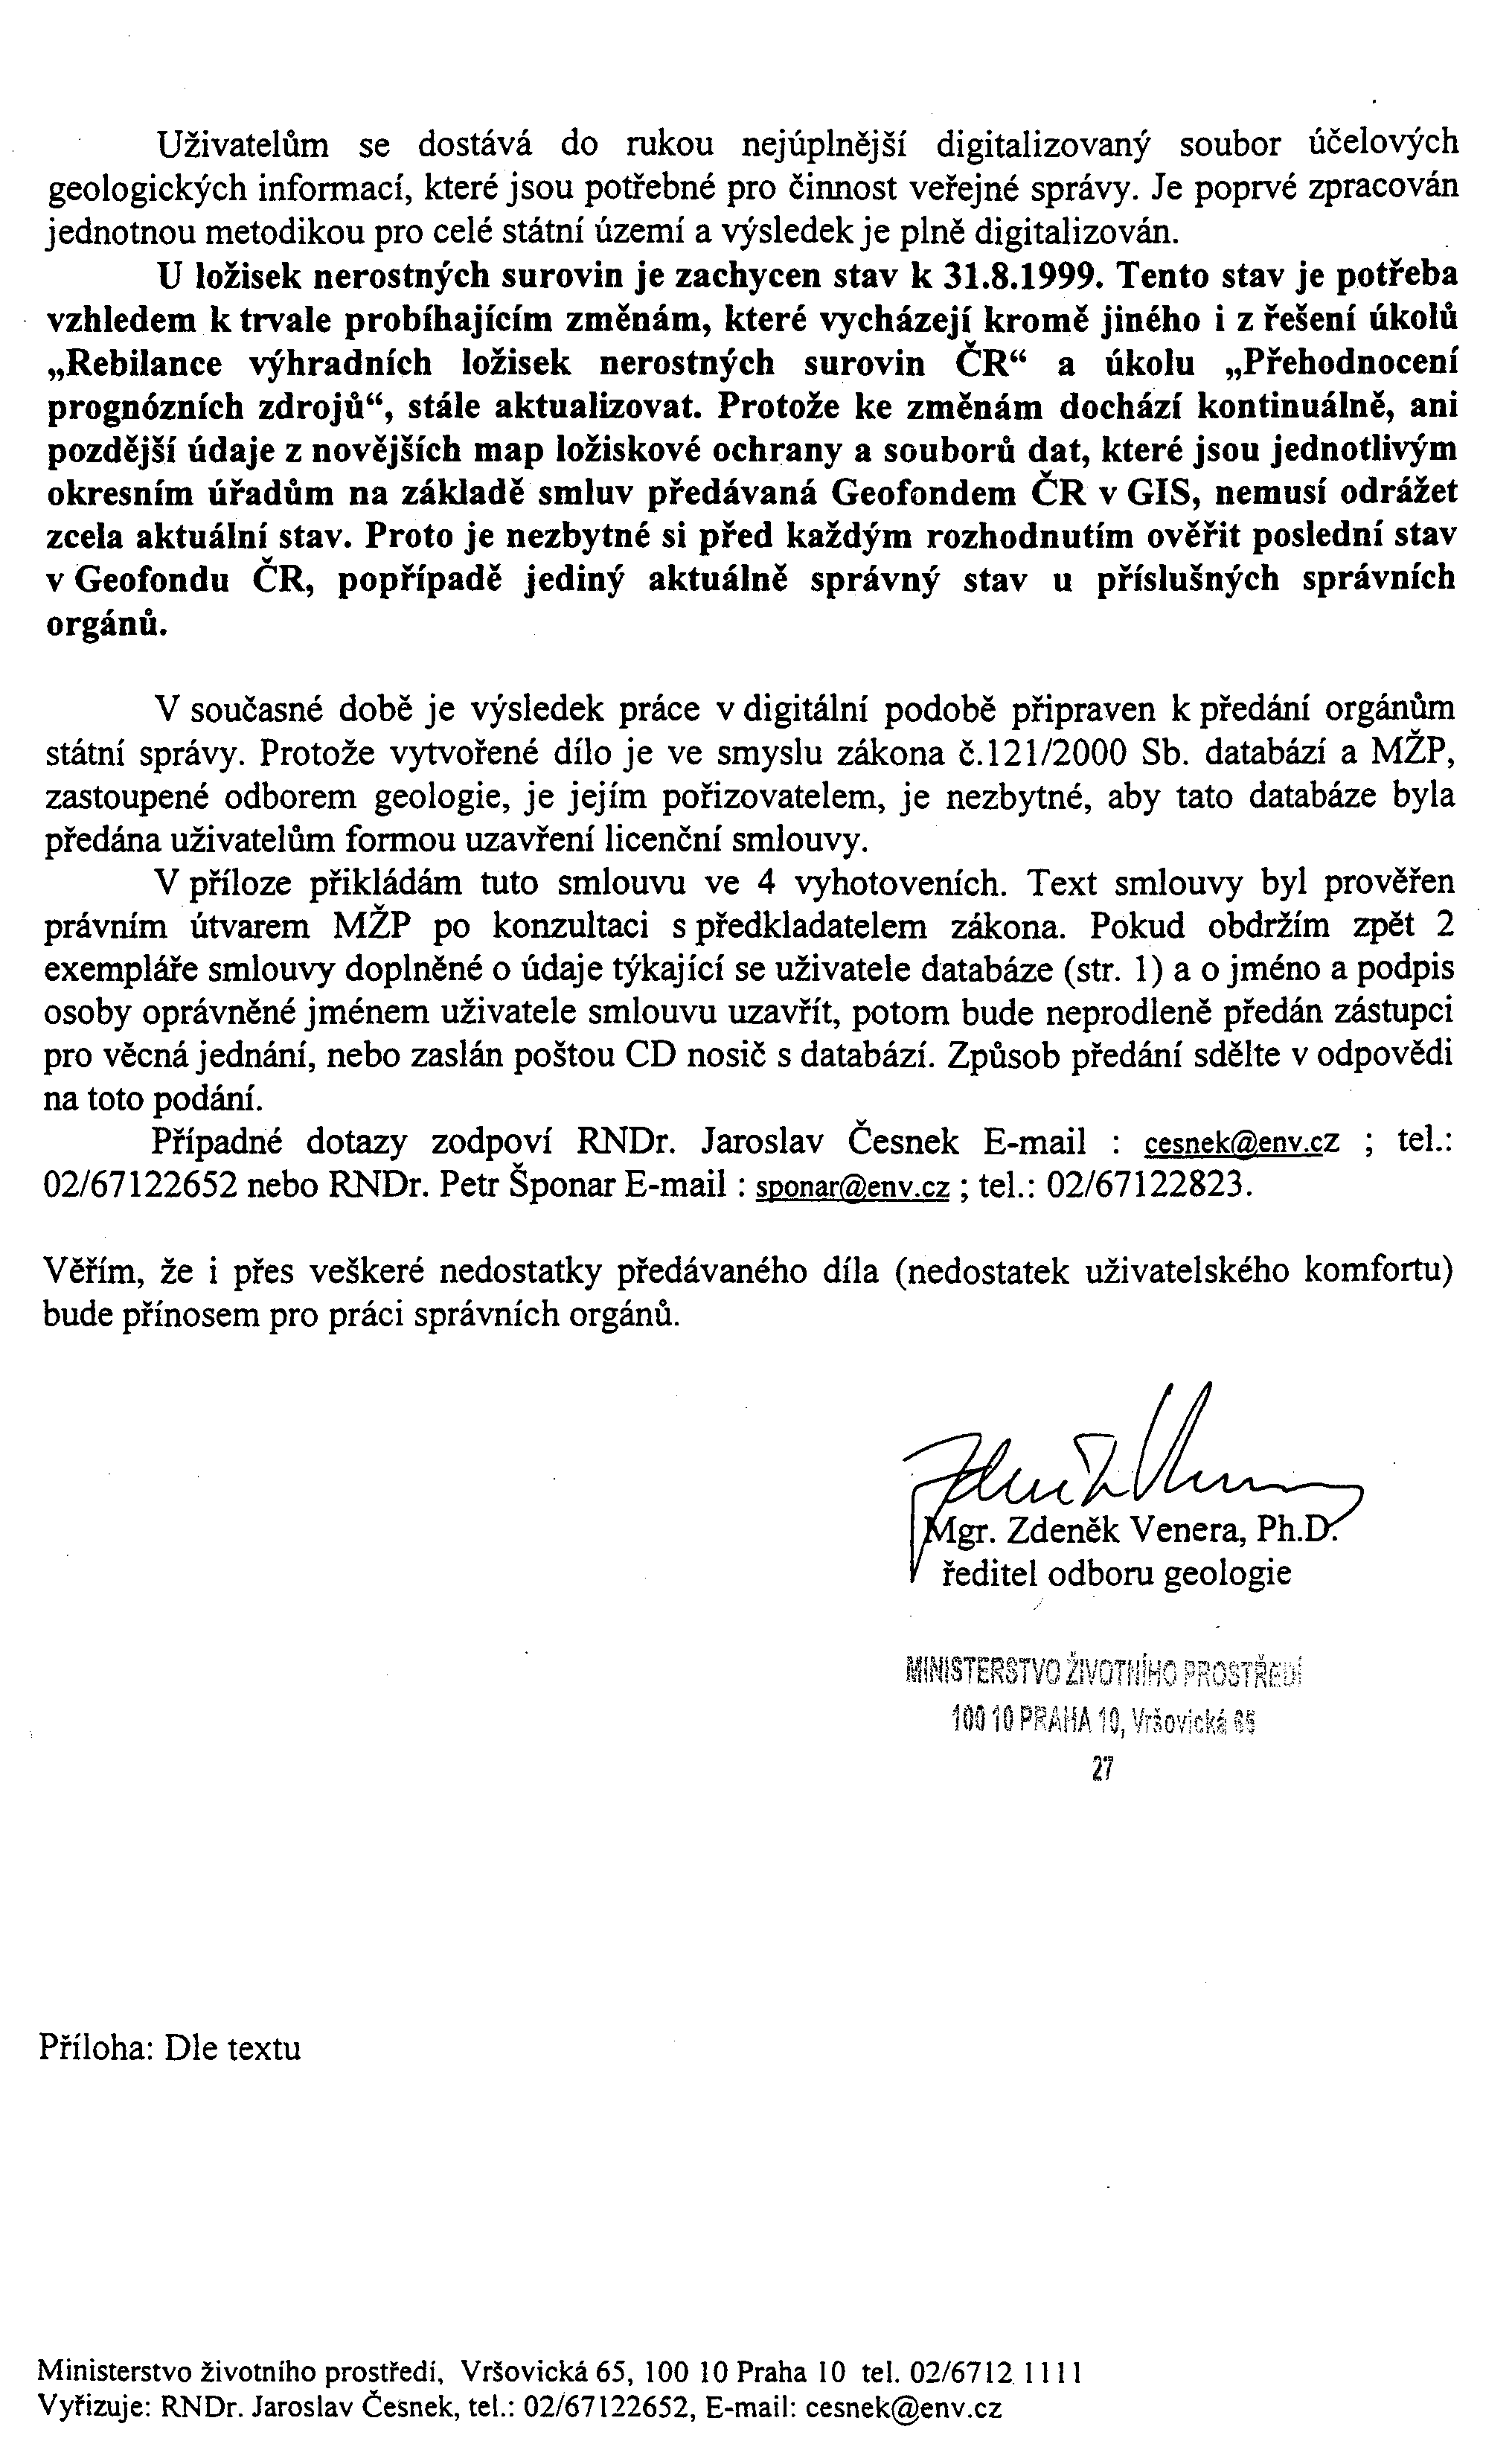 Uživatelům se dostává do rukou nejúplnější digitalizovaný soubor účelových
geologických informací, které jsou potřebné pro činnost veřejné správy. Je poprvé zpracován
jednotnou metodikou pro celé státní území a výsledek je plně digitalizován.
U ložisek nerostných surovin je zachycen stav k 31.8.1999. Tento stav je potřeba
vzhledem k trvale probíhajícím změnám, které vycházejí kromě jiného i z řešení úkolů
„Rebilance výhradních ložisek nerostných surovin ČR“ a úkolu „Přehodnocení
prognózních zdrojů“, stále aktualizovat. Protože ke změnám dochází kontinuálně, ani
pozdější údaje z novějších map ložiskové ochrany a souborů dat, které jsou jednotlivým
okresním úřadům na základě smluv předávaná Geofondem ČR v GIS, nemusí odrážet
zcela aktuální stav. Proto je nezbytné si před každým rozhodnutím ověřit poslední stav
v Geofondu ČR, popřípadě jediný aktuálně správný stav u příslušných správních
orgánů.
V současné době je výsledek práce v digitální podobě připraven k předání orgánům
státní správy. Protože vytvořené dílo je ve smyslu zákona č.121/2000 Sb. databází a MŽP,
zastoupené odborem geologie, je jejím pořizovatelem, je nezbytné, aby tato databáze byla
předána uživatelům formou uzavření licenční smlouvy.
V příloze přikládám tuto smlouvu ve 4 vyhotoveních. Text smlouvy byl prověřen
právním útvarem MŽP po konzultaci s předkladatelem zákona. Pokud obdržím zpět 2
exempláře smlouvy doplněné o údaje týkající se uživatele databáze (str. 1) a o jméno a podpis
osoby oprávněné jménem uživatele smlouvu uzavřít, potom bude neprodleně předán zástupci
pro věcná jednání, nebo zaslán poštou CD nosič s databází. Způsob předání sdělte v odpovědi
na toto podání.
Případné dotazy zodpoví RNDr. Jaroslav Česnek E-mail : cesnek@env.cz ; tel.:
02/67122652 nebo RNDr. Petr Šponar E-mail : sponar@env.cz ; tel.: 02/67122823.
Věřím, že i přes veškeré nedostatky předávaného díla (nedostatek uživatelského komfortu)
bude přínosem pro práci správních orgánů.
Mgr. Zdeněk Venera, Ph.D.
ředitel odboru geologie
MINISTERSTVO ŽIVOTNÍHO PROSTŘEDÍ
100 10 PRAHA 10, Vršovická 65
27
Příloha: Dle textu
Ministerstvo životního prostředí, Vršovická 65, 100 10 Praha 10 tel. 02/6712 1111
Vyřizuje: RNDr. Jaroslav Česnek, tel.: 02/67122652, E-mail: cesnek@env.cz